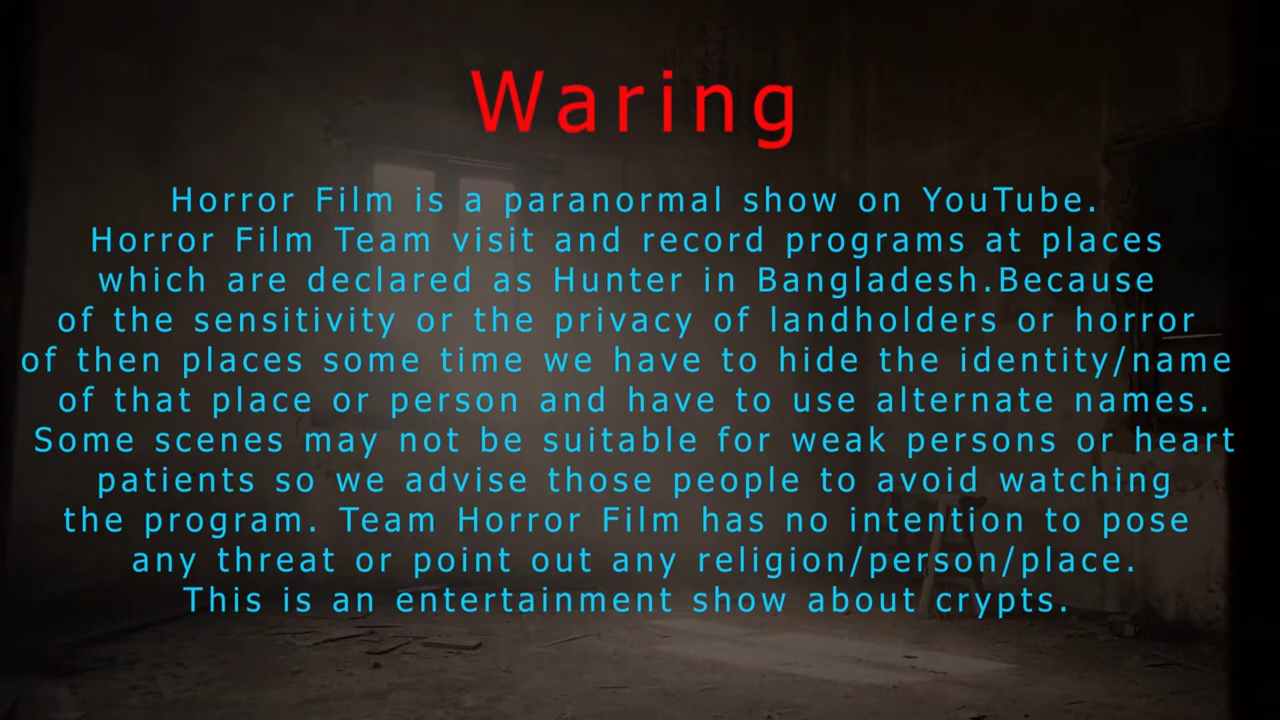 Waring
Horror Film is a paranormal show on YouTube.
Horror Film Team visit and record programs at places
which are declared as Hunter in Bangladesh.Because
of the sensitivity or the privacy of landholders or horror
of then places some time we have to hide the identity/name
of that place or person and have to use alternate names.
Some scenes may not be suitable for weak persons or heart
patients so we advise those people to avoid watching
the program. Team Horror Film has no intention to pose
any threat or point out any religion/person/place.
This is an entertainment show about crypts.